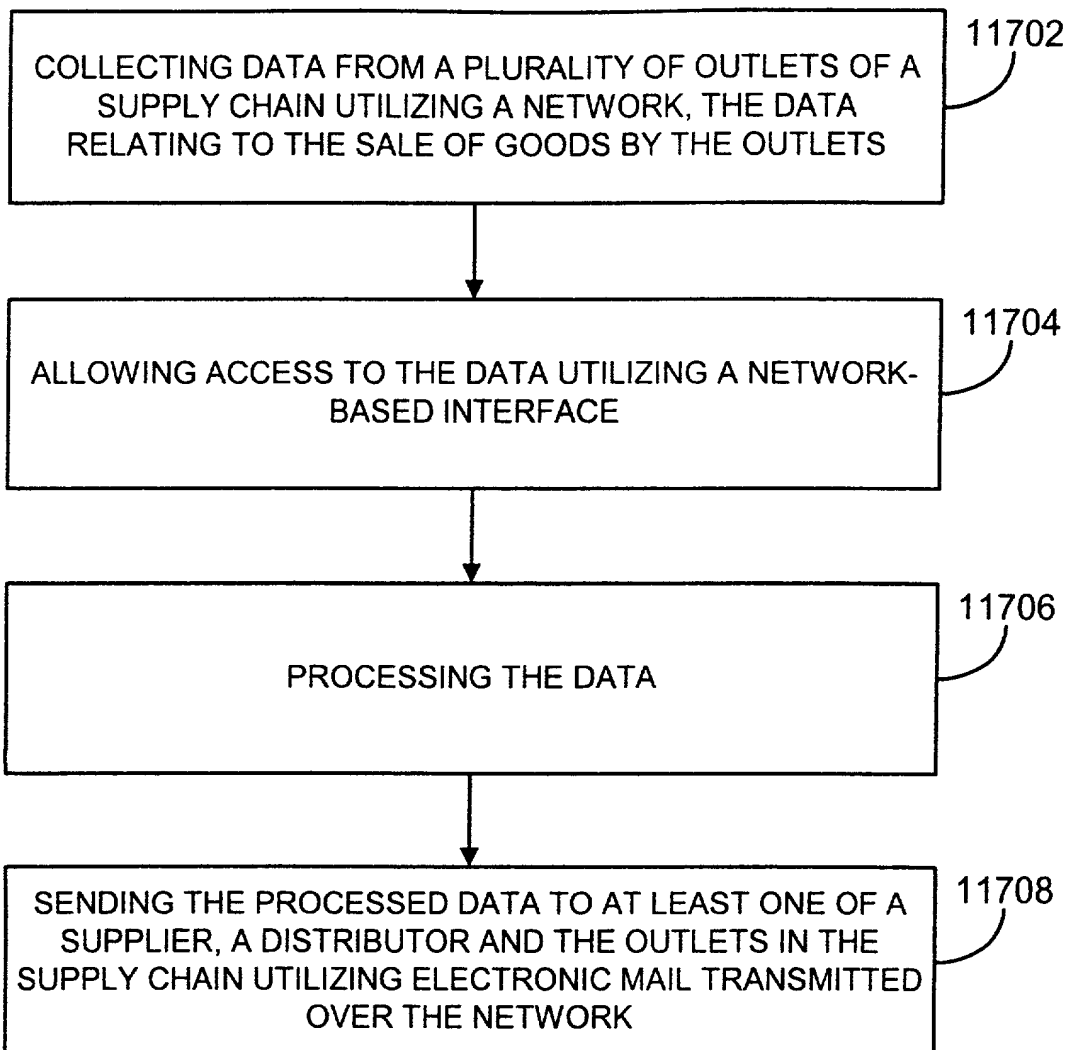 11702
COLLECTING DATA FROM A PLURALITY OF OUTLETS OF A
SUPPLY CHAIN UTILIZING A NETWORK, THE DATA
RELATING TO THE SALE OF GOODS BY THE OUTLETS
11704
ALLOWING ACCESS TO THE DATA UTILIZING A NETWORK-
BASED INTERFACE
11706
PROCESSING THE DATA
11708
SENDING THE PROCESSED DATA TO AT LEAST ONE OF A
SUPPLIER, A DISTRIBUTOR AND THE OUTLETS IN THE
SUPPLY CHAIN UTILIZING ELECTRONIC MAIL TRANSMITTED
OVER THE NETWORK